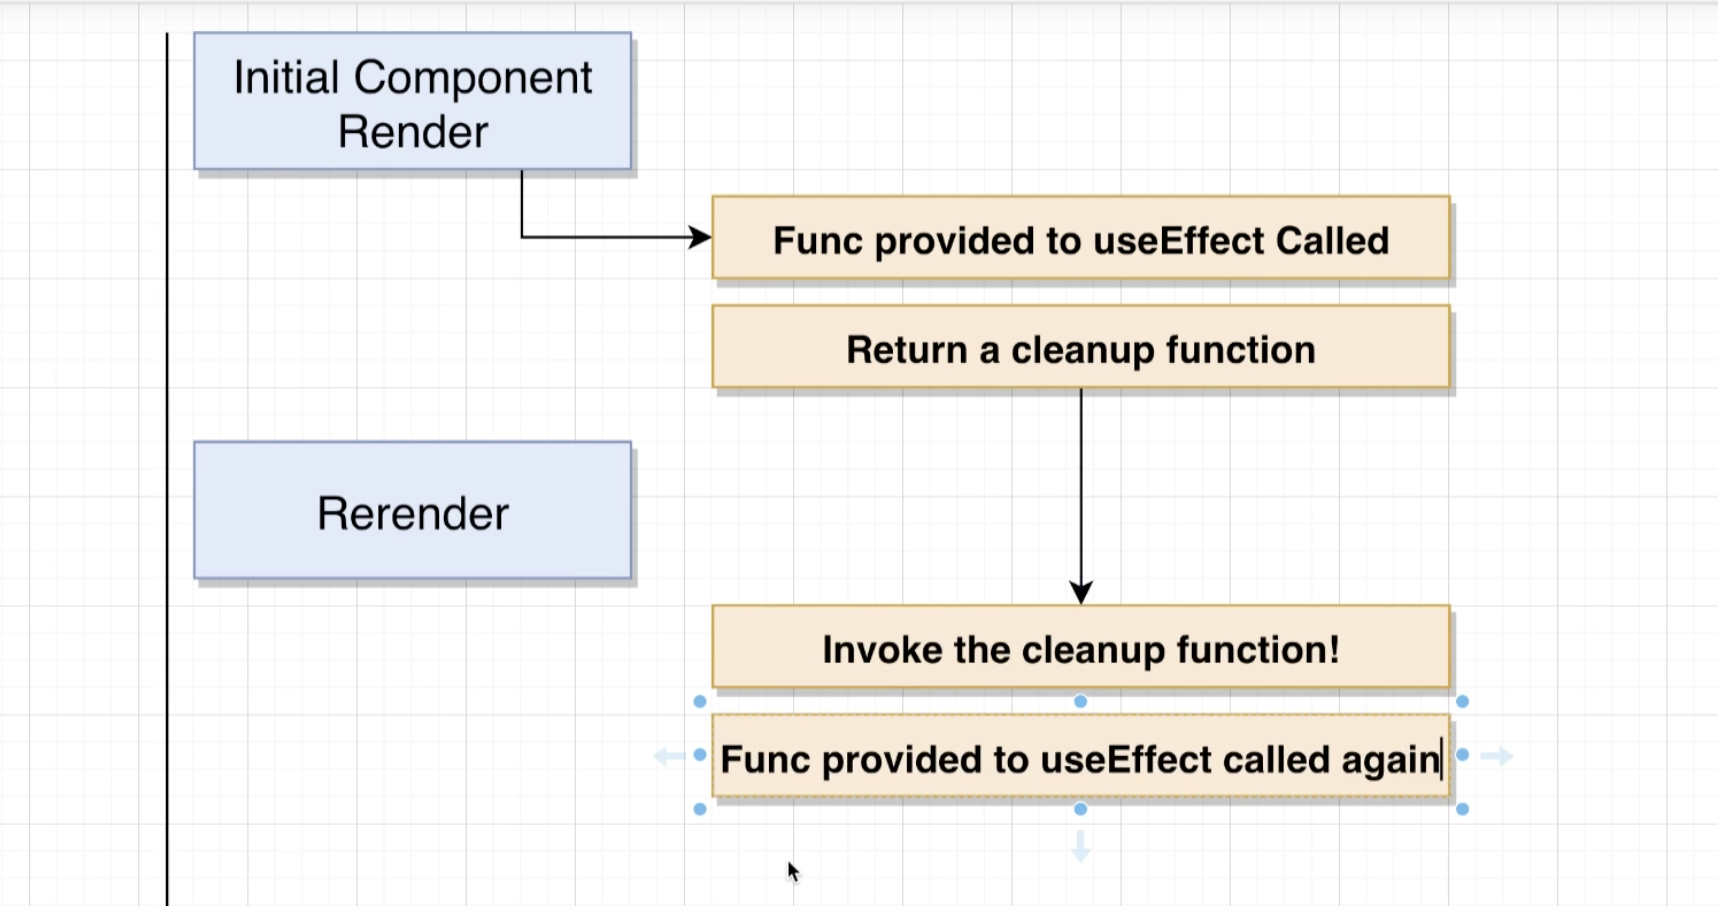 Initial Component
Render
Func provided to useEffect Called
Return a cleanup function
Rerender
Invoke the cleanup function!
Func provided to useEffect called again